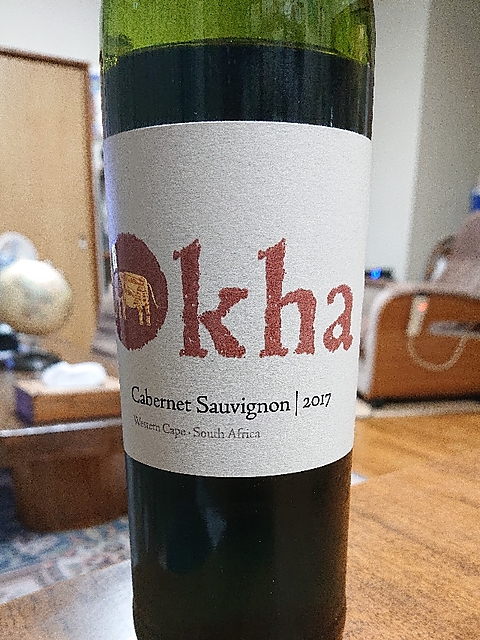 Okha
Cabernet Sauvignon | 2017
Western Cape · South Africa